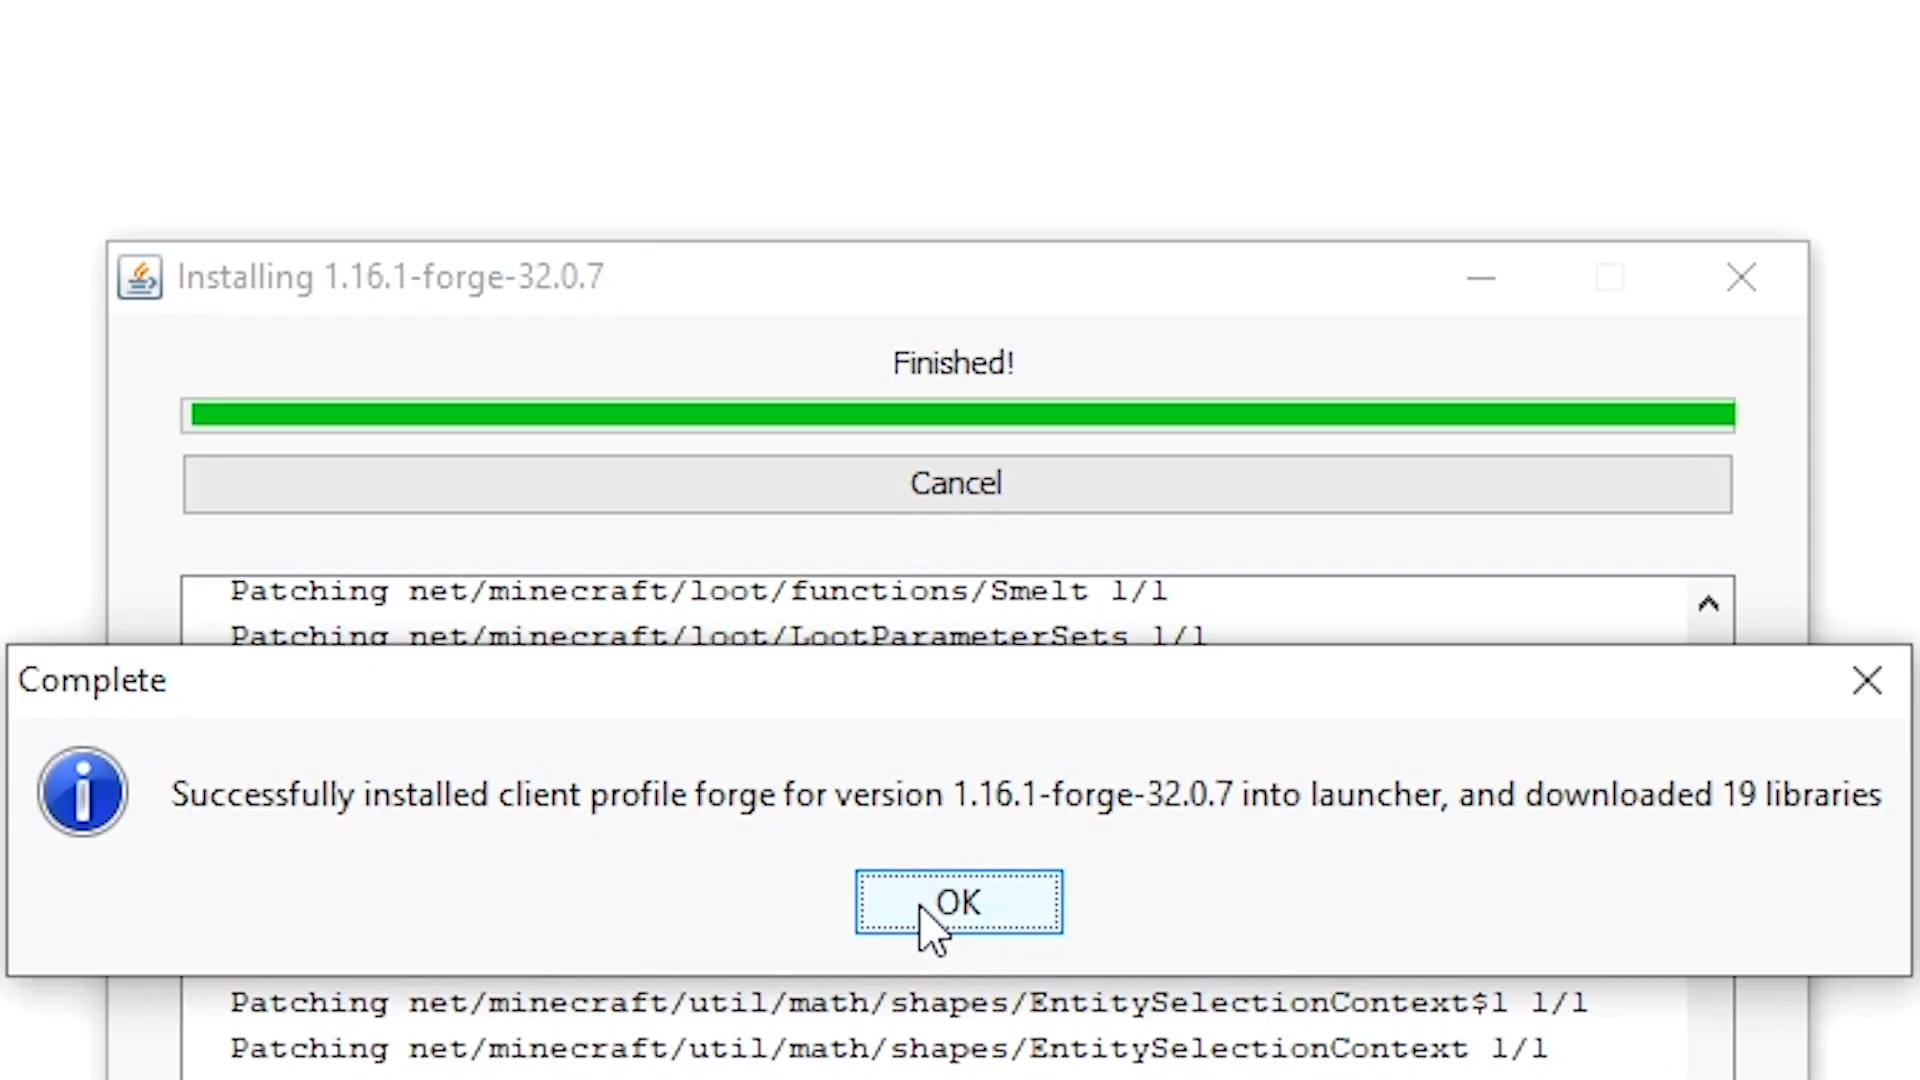 Installing 1.16.1-forge-32.0.7
Finished!
Cancel
Patching net/minecraft/loot/functions/Smelt 1/1
Patching net/minecraft/loot/LootParameterSets 1/1
Complete
Successfully installed client profile forge for version 1.16.1-forge-32.0.7 into launcher, and downloaded 19 libraries
OK
Patching net/minecraft/util/math/shapes/EntitySelectionContext$1 1/1
Patching net/minecraft/util/math/shapes/EntitySelectionContext 1/1